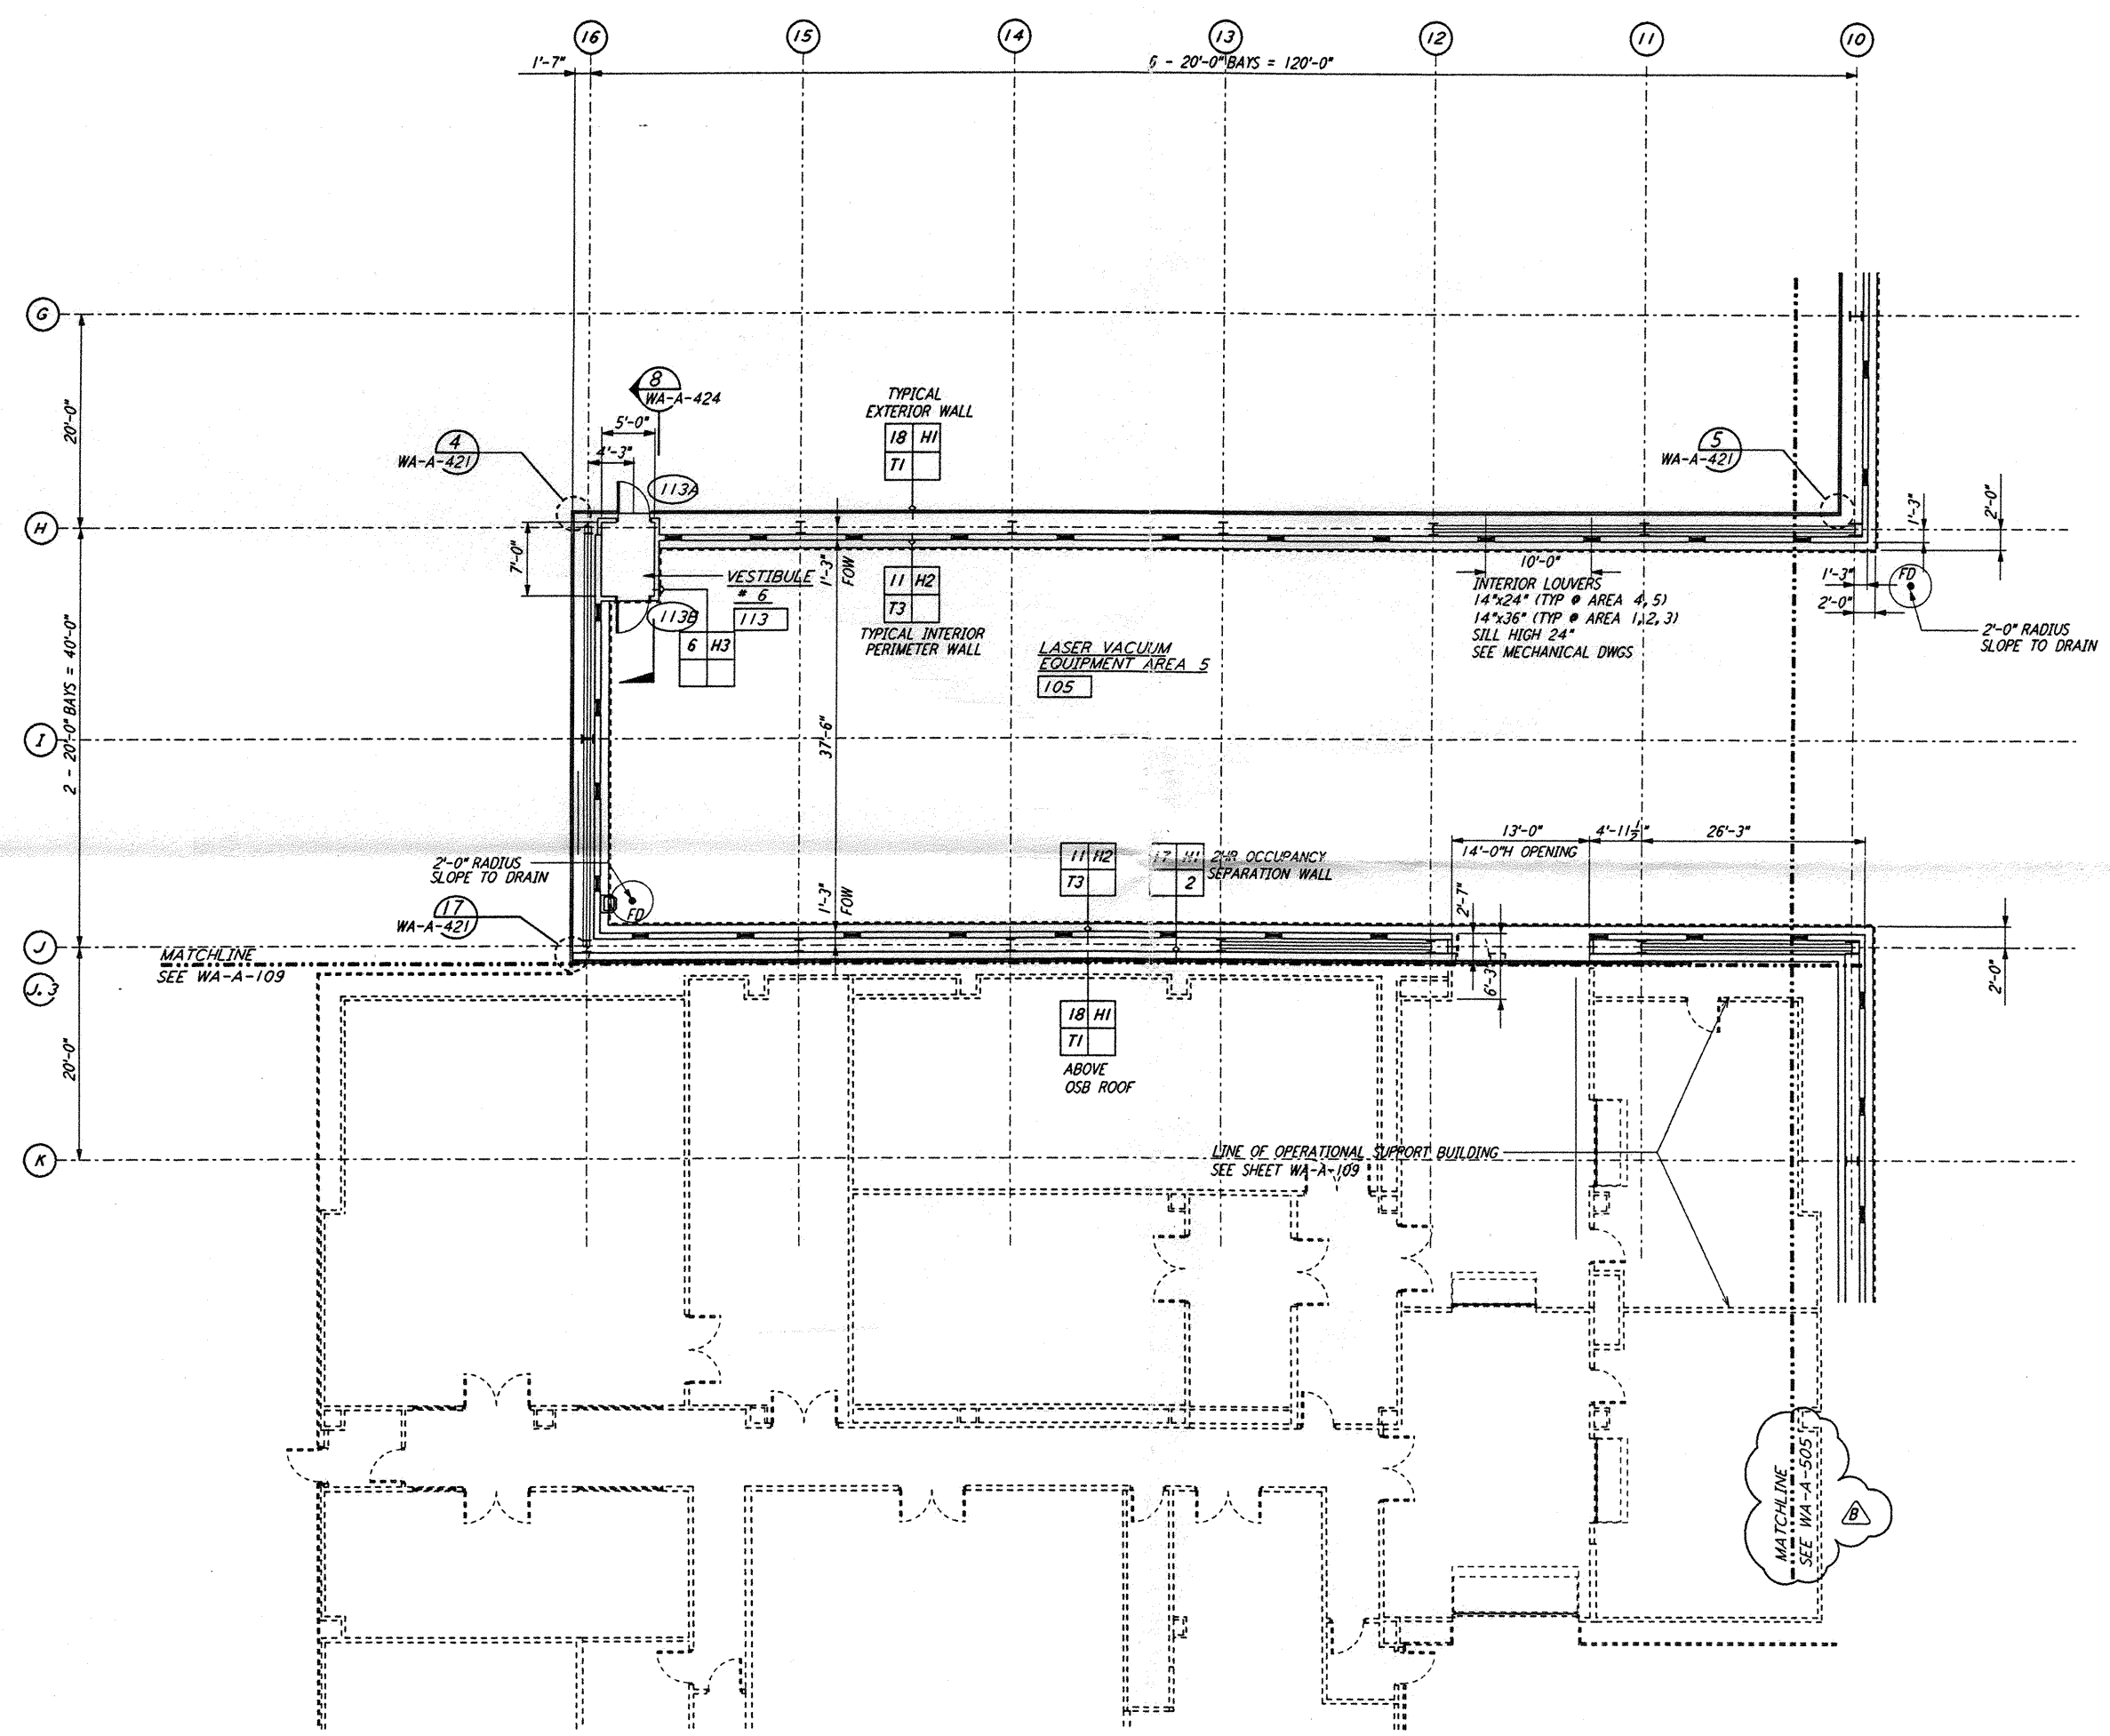 16
15
14
13
12
11
10
1'-7"
6 - 20'-0" BAYS = 120'-0"
G
20'-0"
8
WA-A-424
5'-0"
4'-3"
4
WA-A-421
113A
TYPICAL
EXTERIOR WALL
18 H1
T1
5
WA-A-421
H
7'-0"
VESTIBULE
# 6
113
113B
6 H3
1'-3"
FOW
11 H2
T3
TYPICAL INTERIOR
PERIMETER WALL
LASER VACUUM
EQUIPMENT AREA 5
105
10'-0"
INTERIOR LOUVERS
14"x24" (TYP @ AREA 4,5)
14"x36" (TYP @ AREA 1,2,3)
SILL HIGH 24"
SEE MECHANICAL DWGS
1'-3"
2'-0"
1'-3"
2'-0"
FD
2'-0" RADIUS
SLOPE TO DRAIN
2 - 20'-0" BAYS = 40'-0"
I
37'-6"
2'-0" RADIUS
SLOPE TO DRAIN
FD
17
WA-A-421
1'-3"
FOW
11 H2
T3
17 H1
2
2HR OCCUPANCY
SEPARATION WALL
13'-0"
14'-0"H OPENING
4'-11½"
26'-3"
2'-7"
6'-3"
2'-0"
J
MATCHLINE
SEE WA-A-109
J.3
20'-0"
18 H1
T1
ABOVE
OSB ROOF
K
LINE OF OPERATIONAL SUPPORT BUILDING
SEE SHEET WA-A-109
MATCHLINE
SEE WA-A-505
B